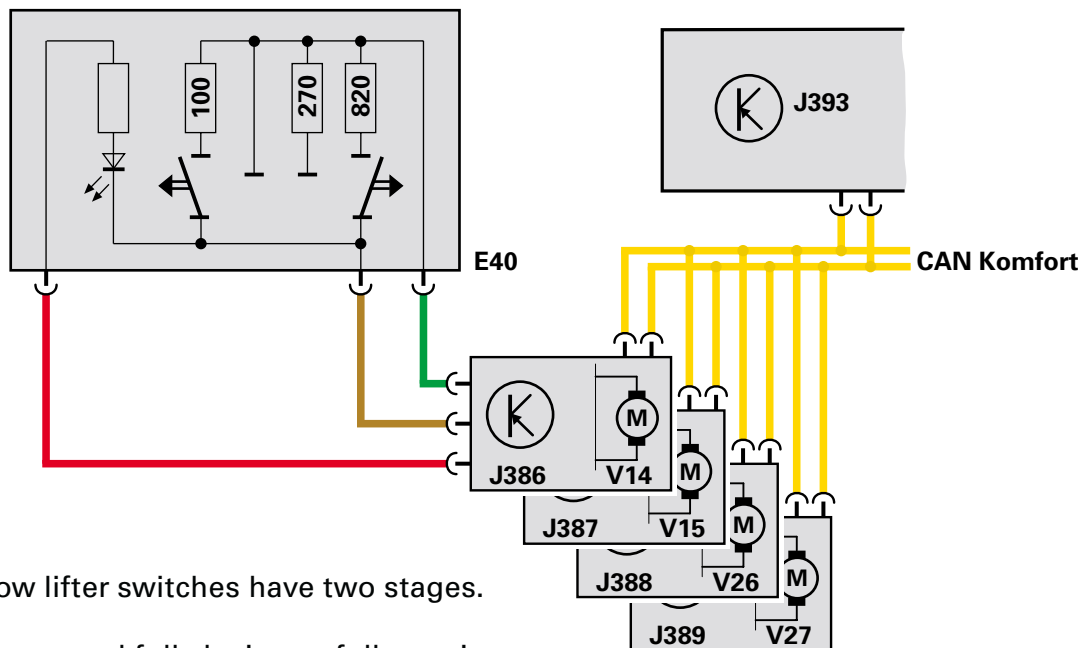 100
270
820
J393
E40
CAN Komfort
J386
V14
M
J387
V15
M
J388
V26
M
J389
V27
M
lifter switches have two stages.